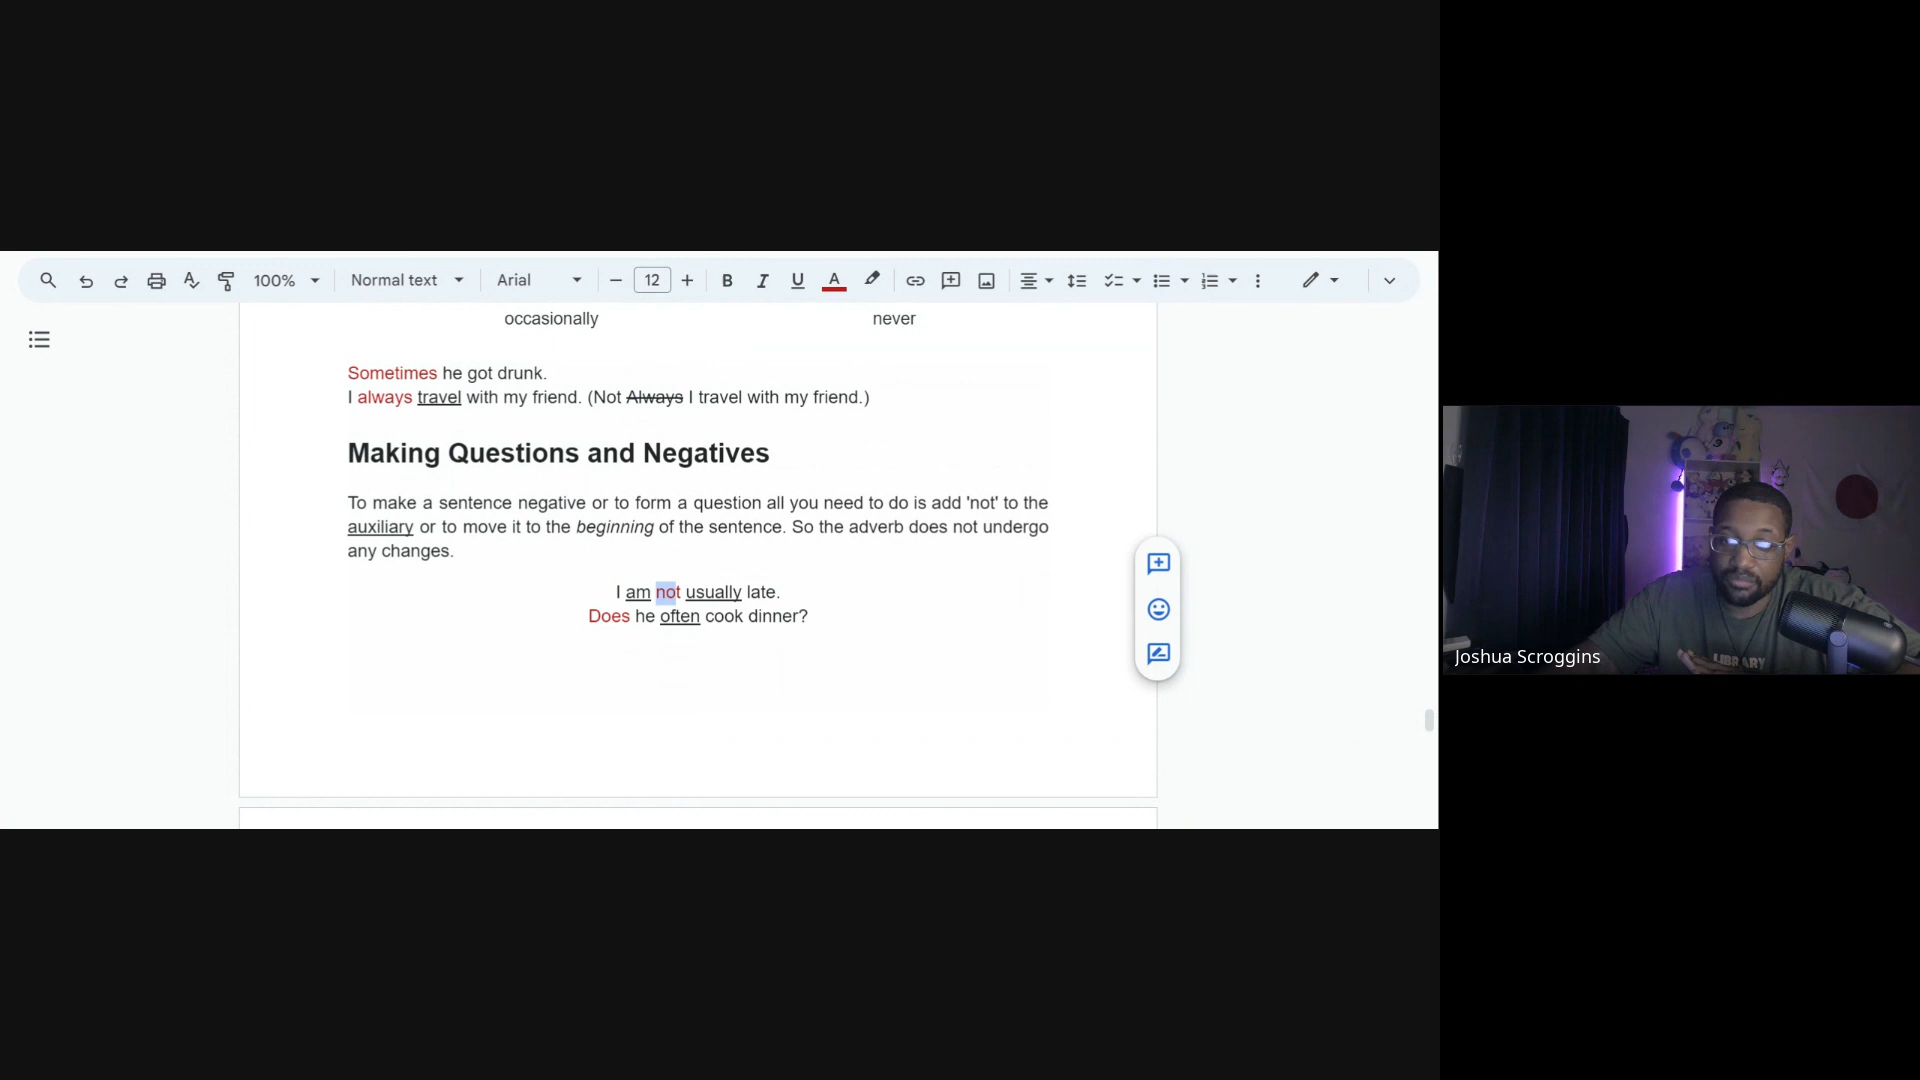 100%
Normal text
Arial
12
B
I
U
A
occasionally never
Sometimes he got drunk.
I always travel with my friend. (Not Always I travel with my friend.)
Making Questions and Negatives
To make a sentence negative or to form a question all you need to do is add 'not' to the
auxiliary or to move it to the beginning of the sentence. So the adverb does not undergo
any changes.
I am not usually late.
Does he often cook dinner?
LIBRARY
Joshua Scroggins